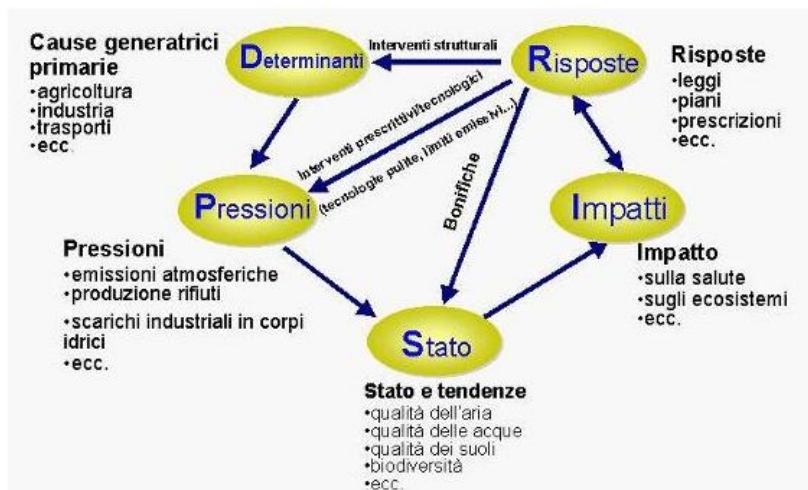 Cause generatrici
primarie
•agricoltura
•industria
•trasporti
•ecc.
Determinanti
Interventi strutturali
Risposte
Risposte
•leggi
•piani
•prescrizioni
•ecc.
Interventi prescrittivi/tecnologici
(tecnologie pulite, limiti emissivi...)
Bonifiche
Pressioni
Impatti
Pressioni
•emissioni atmosferiche
•produzione rifiuti
•scarichi industriali in corpi
idrici
•ecc.
Impatto
•sulla salute
•sugli ecosistemi
•ecc.
Stato
Stato e tendenze
•qualità dell'aria
•qualità delle acque
•qualità dei suoli
•biodiversità
•ecc.